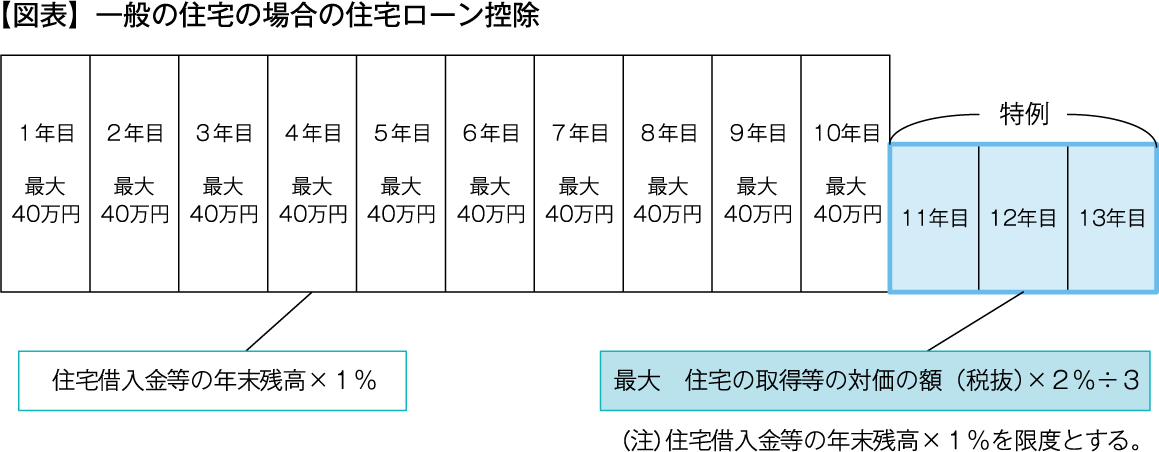 【図表】一般の住宅の場合の住宅ローン控除
特例
１年目 ２年目 ３年目 ４年目 ５年目 ６年目 ７年目 ８年目 ９年目 10年目
最大 最大 最大 最大 最大 最大 最大 最大 最大 最大
40万円 40万円 40万円 40万円 40万円 40万円 40万円 40万円 40万円 40万円
11年目 12年目 13年目
住宅借入金等の年末残高×１％
最大　住宅の取得等の対価の額（税抜）×２％÷３
（注）住宅借入金等の年末残高×１％を限度とする。